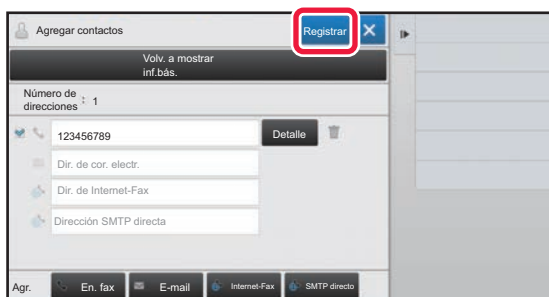 Agregar contactos
Registrar
Volv. a mostrar
inf.bás.
Número de
direcciones : 1
123456789
Detalle
Dir. de cor. electr.
Dir. de Internet-Fax
Dirección SMTP directa
Agr.
En. fax
E-mail
Internet-Fax
SMTP directo